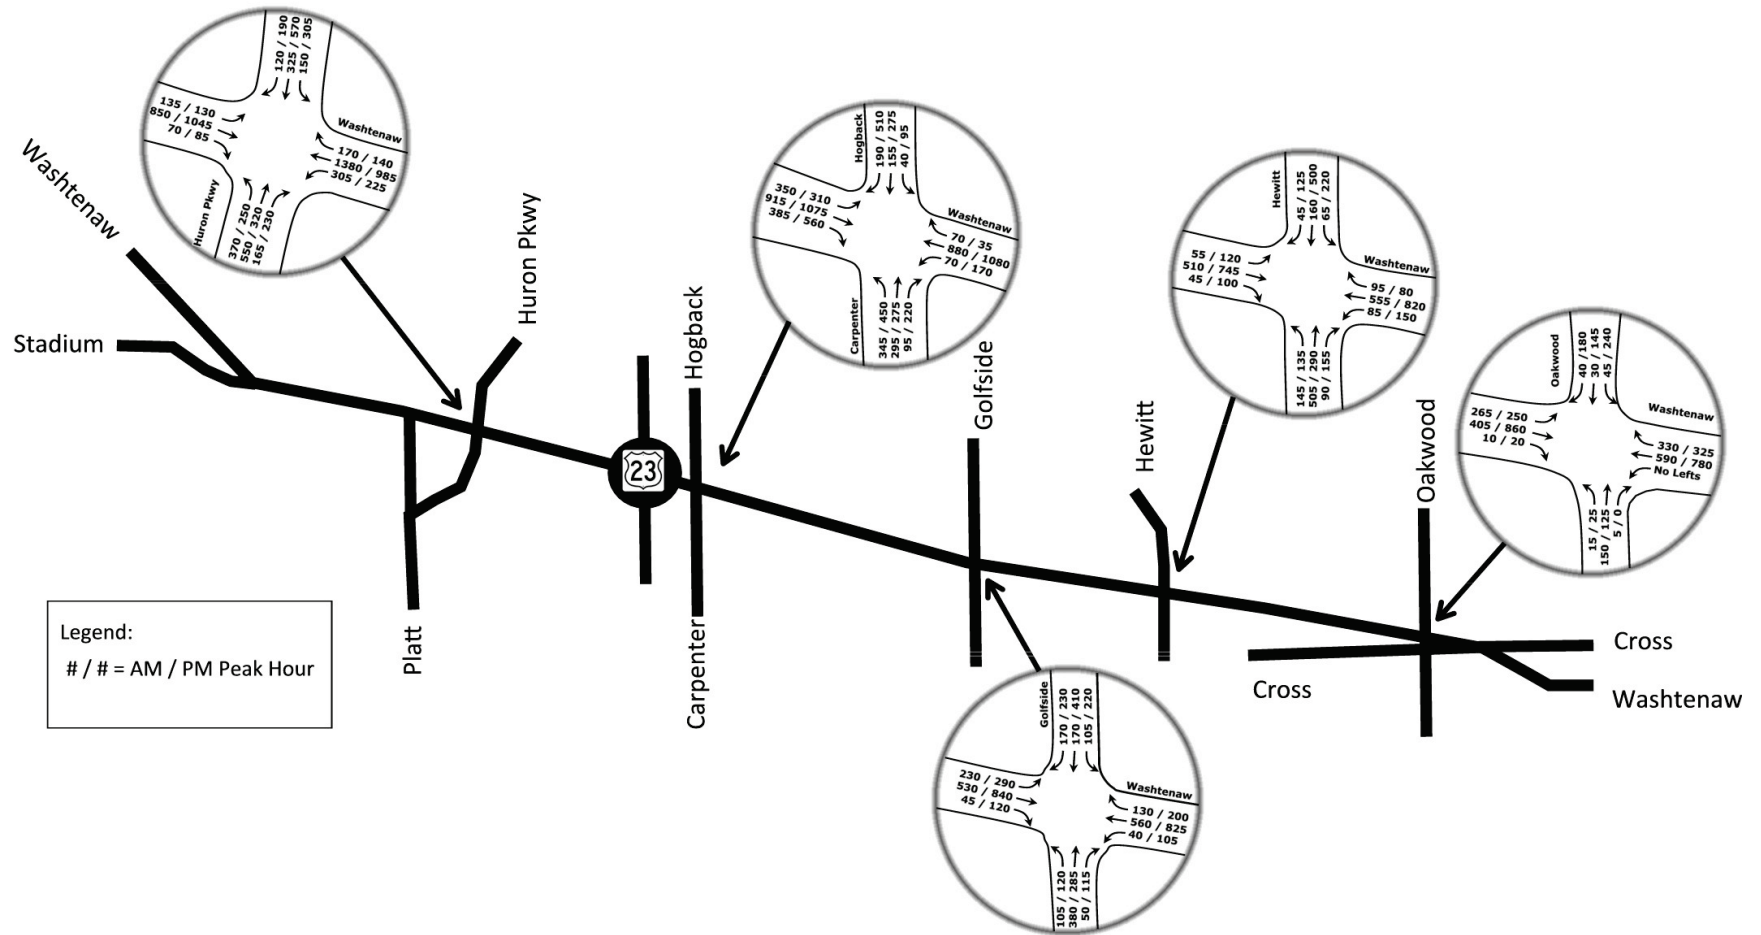 120 / 190
325 / 570
150 / 305
135 / 130
850 / 1045
70 / 85
Washtenaw
170 / 140
1380 / 985
305 / 225
Huron Pkwy
370 / 250
550 / 320
165 / 230
Hogback
190 / 510
155 / 275
40 / 95
350 / 310
915 / 1075
385 / 560
Washtenaw
70 / 35
880 / 1080
70 / 170
Carpenter
345 / 450
295 / 275
95 / 220
Hewitt
45 / 125
160 / 500
65 / 220
55 / 120
510 / 745
45 / 100
Washtenaw
95 / 80
555 / 820
85 / 150
145 / 135
505 / 290
90 / 155
Oakwood
40 / 180
30 / 145
45 / 240
265 / 250
405 / 860
10 / 20
Washtenaw
330 / 325
590 / 780
No Lefts
15 / 25
150 / 125
5 / 0
Washtenaw
Stadium
Huron Pkwy
Hogback
Golfside
Hewitt
Oakwood
23
Platt
Carpenter
Cross
Cross
Washtenaw
Legend:
# / # = AM / PM Peak Hour
Golfside
170 / 230
170 / 410
105 / 220
230 / 290
530 / 840
45 / 120
Washtenaw
130 / 200
560 / 825
40 / 105
105 / 120
380 / 285
50 / 115